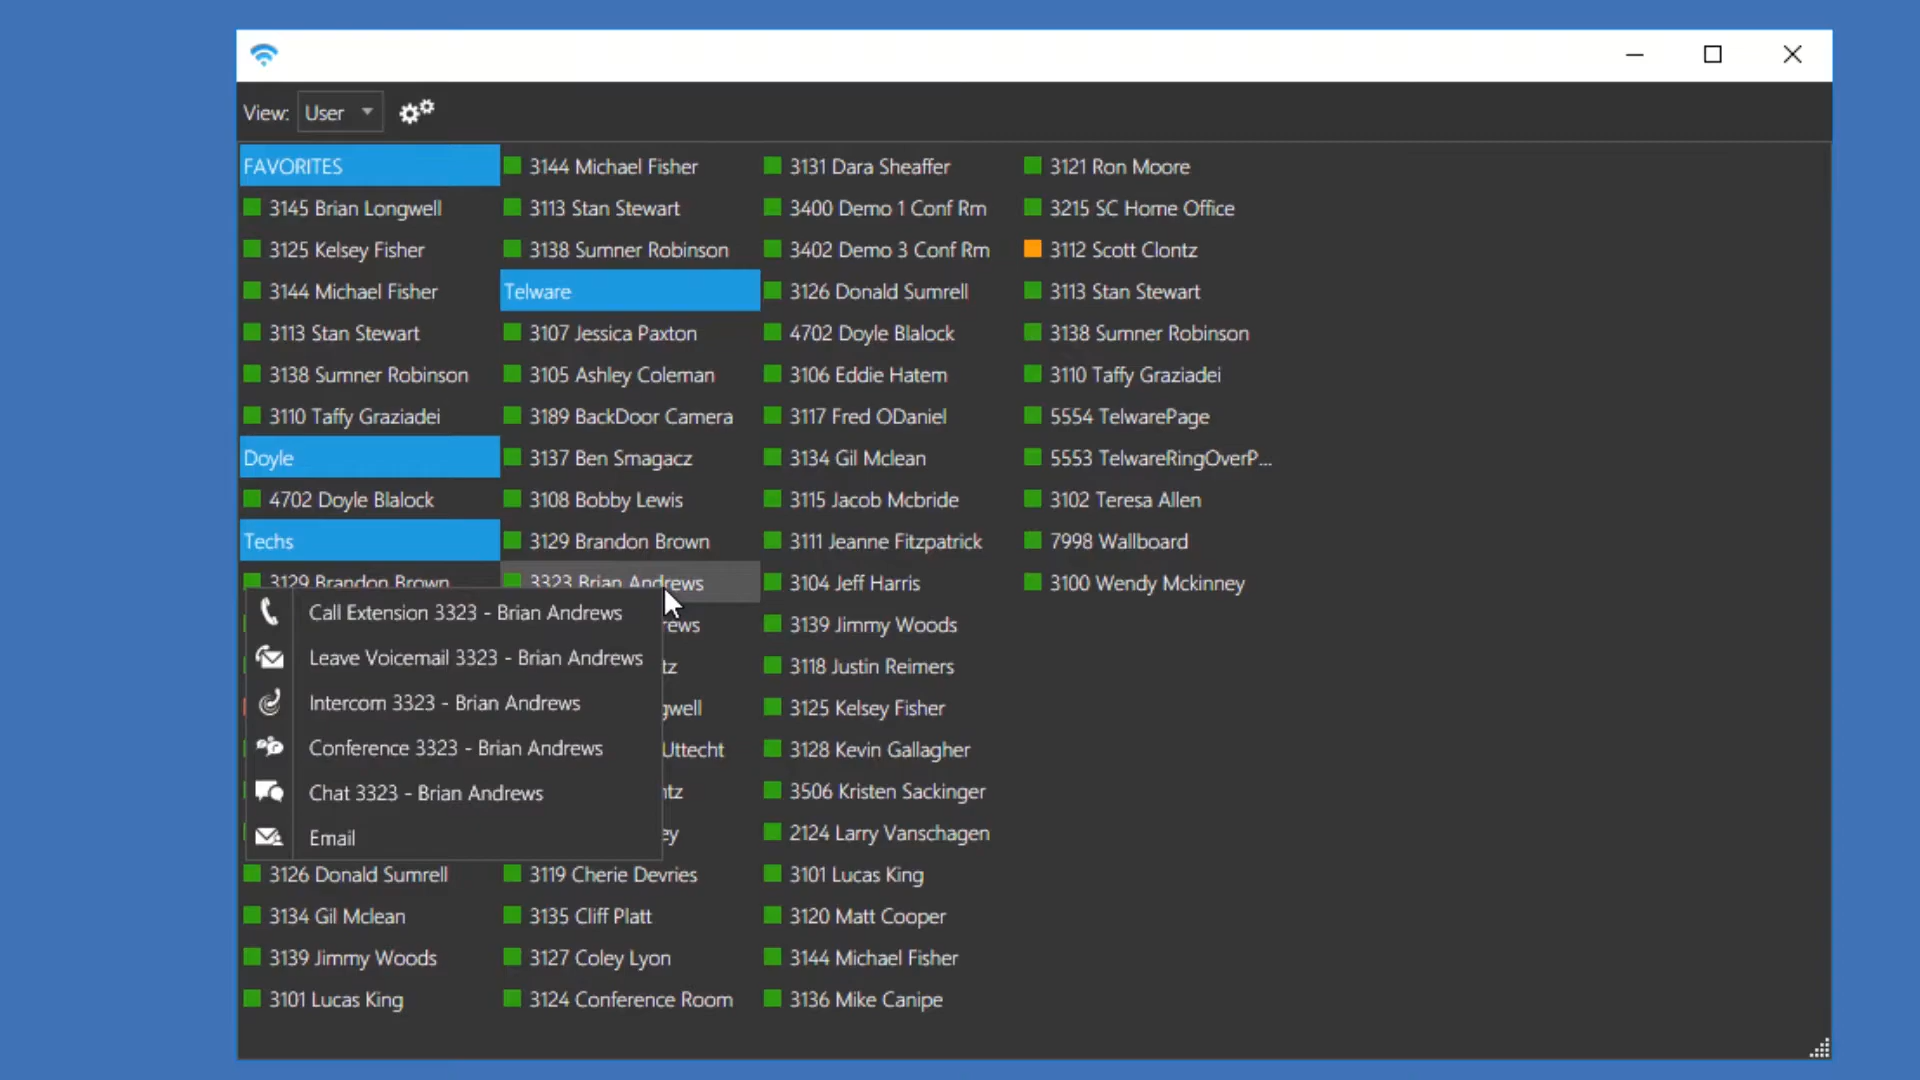 View: User
FAVORITES
3145 Brian Longwell
3125 Kelsey Fisher
3144 Michael Fisher
3113 Stan Stewart
3138 Sumner Robinson
3110 Taffy Graziadei
Doyle
4702 Doyle Blalock
Techs
3129 Brandon Brown
Call Extension 3323 - Brian Andrews
Leave Voicemail 3323 - Brian Andrews
Intercom 3323 - Brian Andrews
Conference 3323 - Brian Andrews
Chat 3323 - Brian Andrews
Email
3126 Donald Sumrell
3134 Gil Mclean
3139 Jimmy Woods
3101 Lucas King
3144 Michael Fisher
3113 Stan Stewart
3138 Sumner Robinson
Telware
3107 Jessica Paxton
3105 Ashley Coleman
3189 BackDoor Camera
3137 Ben Smagacz
3108 Bobby Lewis
3129 Brandon Brown
3323 Brian Andrews
Uttecht
3119 Cherie Devries
3135 Cliff Platt
3127 Coley Lyon
3124 Conference Room
3131 Dara Sheaffer
3400 Demo 1 Conf Rm
3402 Demo 3 Conf Rm
3126 Donald Sumrell
4702 Doyle Blalock
3106 Eddie Hatem
3117 Fred ODaniel
3134 Gil Mclean
3115 Jacob Mcbride
3111 Jeanne Fitzpatrick
3104 Jeff Harris
3139 Jimmy Woods
3118 Justin Reimers
3125 Kelsey Fisher
3128 Kevin Gallagher
3506 Kristen Sackinger
2124 Larry Vanschagen
3101 Lucas King
3120 Matt Cooper
3144 Michael Fisher
3136 Mike Canipe
3121 Ron Moore
3215 SC Home Office
3112 Scott Clontz
3113 Stan Stewart
3138 Sumner Robinson
3110 Taffy Graziadei
5554 TelwarePage
5553 TelwareRingOverP...
3102 Teresa Allen
7998 Wallboard
3100 Wendy Mckinney